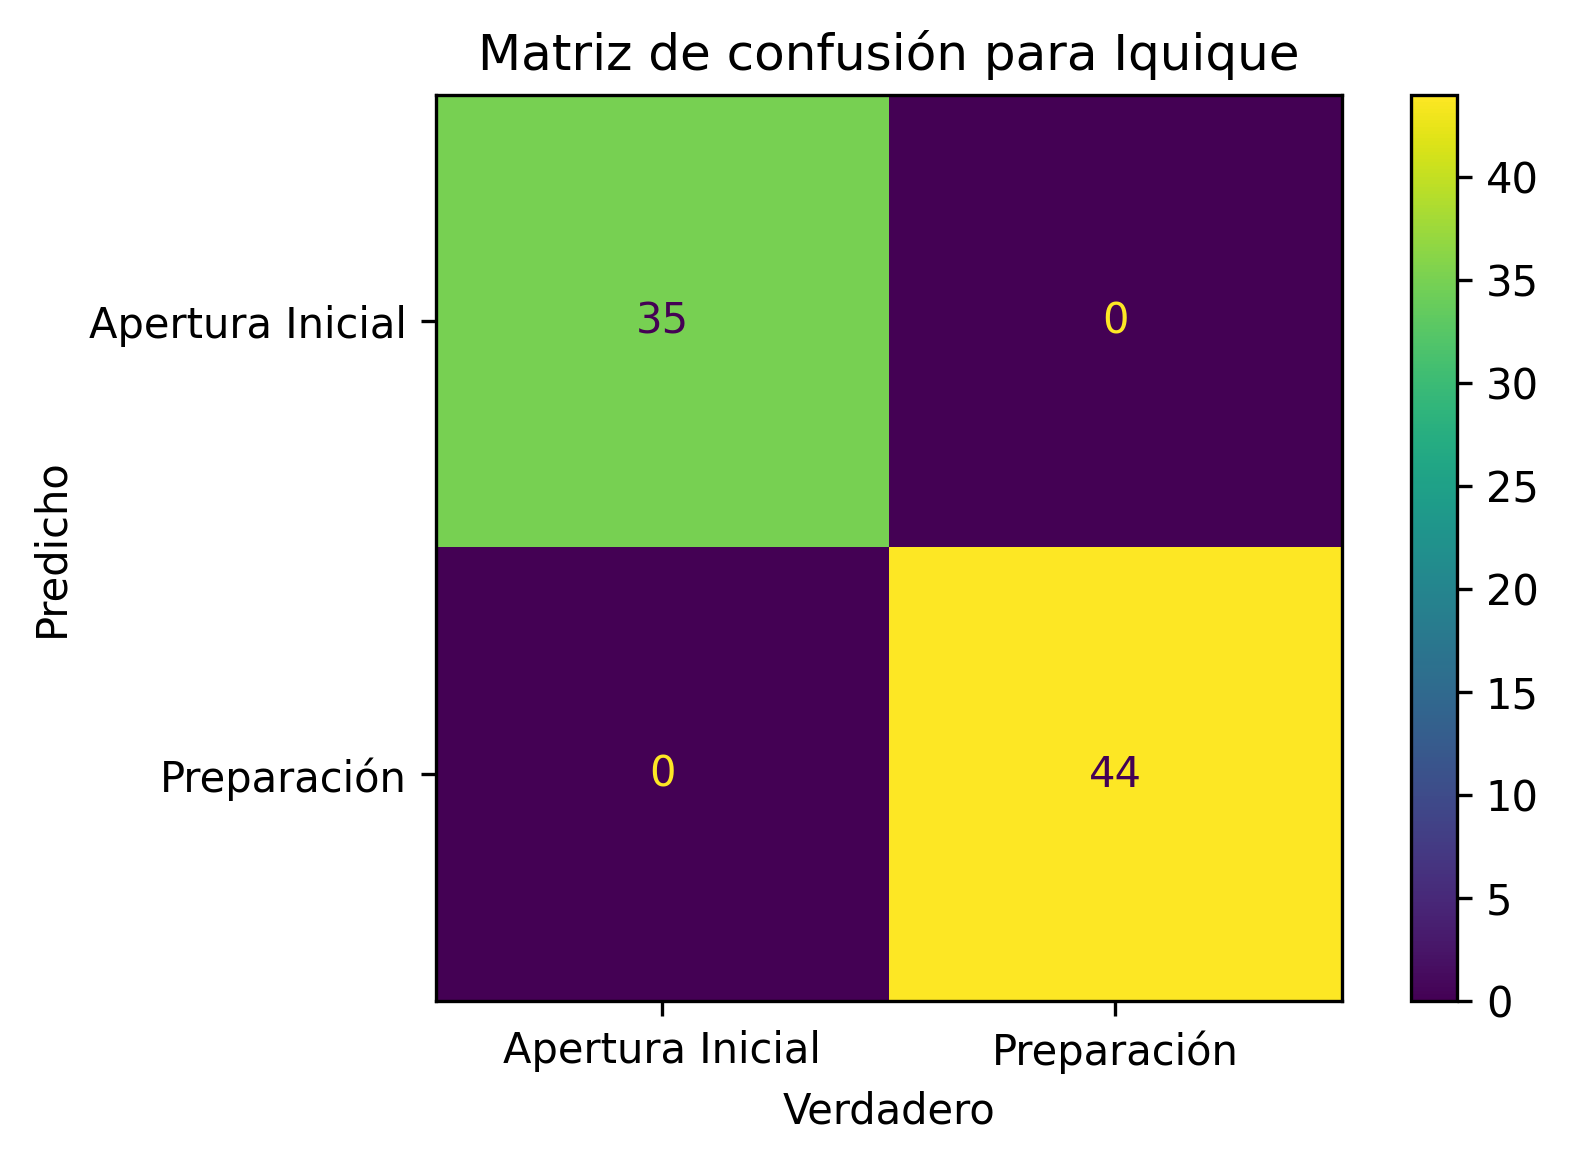 Matriz de confusión para Iquique
Predicho
Apertura Inicial
35
0
Preparación
0
44
Apertura Inicial
Preparación
Verdadero
40
35
30
25
20
15
10
5
0